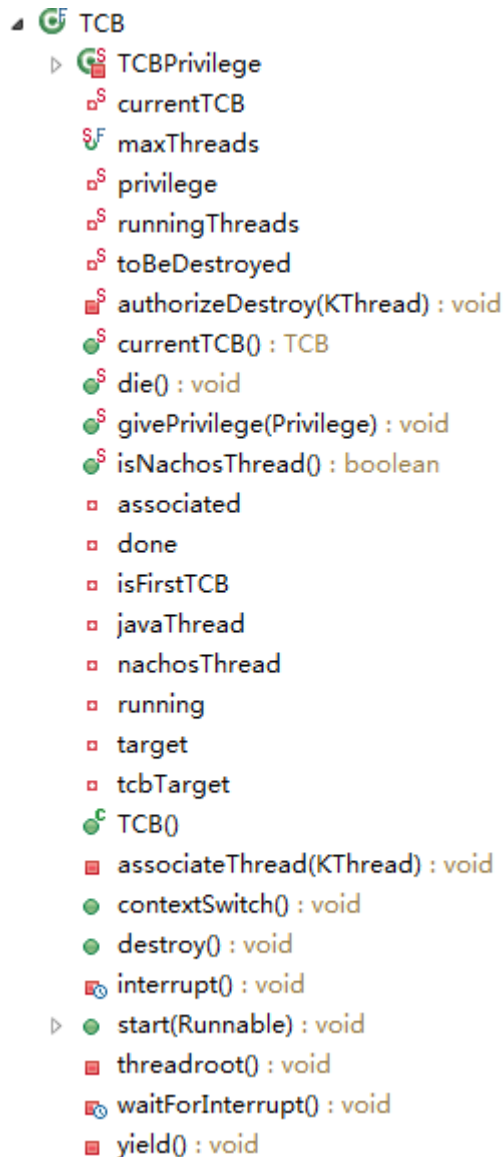 TCB
TCBPrivilege
currentTCB
maxThreads
privilege
runningThreads
toBeDestroyed
authorizeDestroy(KThread) : void
currentTCB() : TCB
die() : void
givePrivilege(Privilege) : void
isNachosThread() : boolean
associated
done
isFirstTCB
javaThread
nachosThread
running
target
tcbTarget
TCB()
associateThread(KThread) : void
contextSwitch() : void
destroy() : void
interrupt() : void
start(Runnable) : void
threadroot() : void
waitForInterrupt() : void
yield() : void